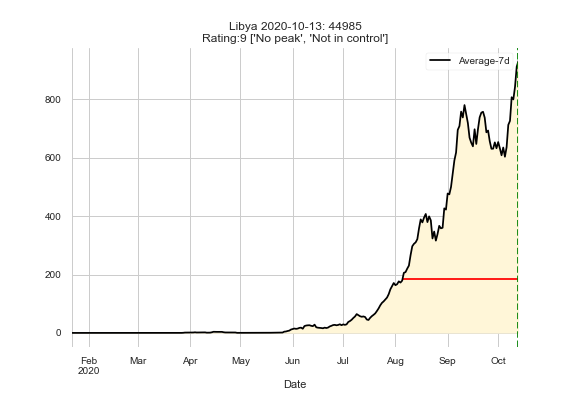 Libya 2020-10-13: 44985
Rating:9 ['No peak', 'Not in control']
Average-7d
800
600
400
200
0
Feb
2020
Mar
Apr
May
Jun
Jul
Aug
Sep
Oct
Date